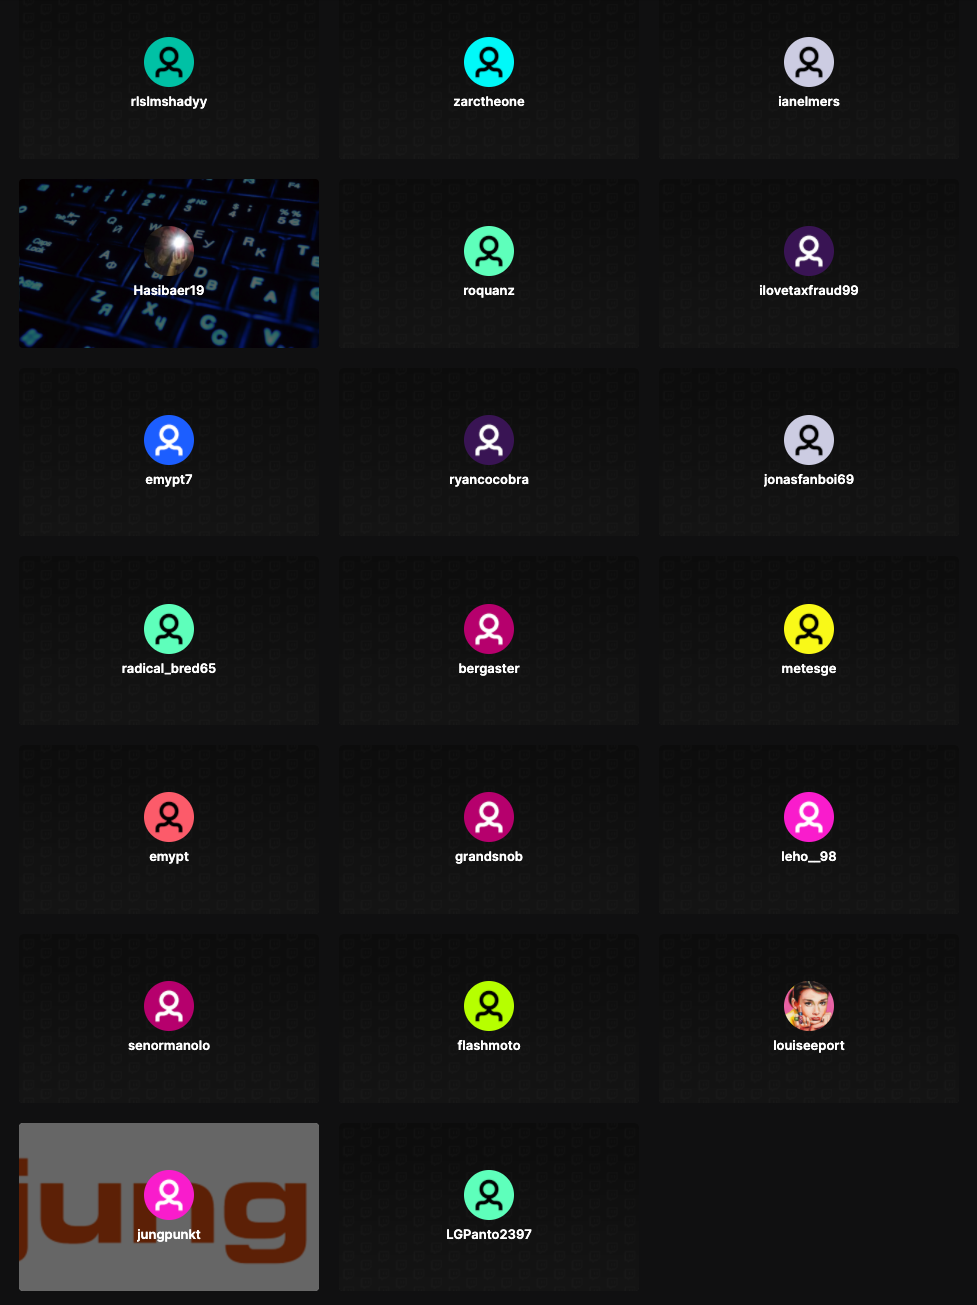 rlslmshadyy
zarctheone
ianelmers
Hasibaer19
roquanz
ilovetaxfraud99
emypt7
ryancocobra
jonasfanboi69
radical_bred65
bergaster
metesge
emypt
grandsnob
leho__98
senormanolo
flashmoto
louiseeport
jung
jungpunkt
LGPanto2397